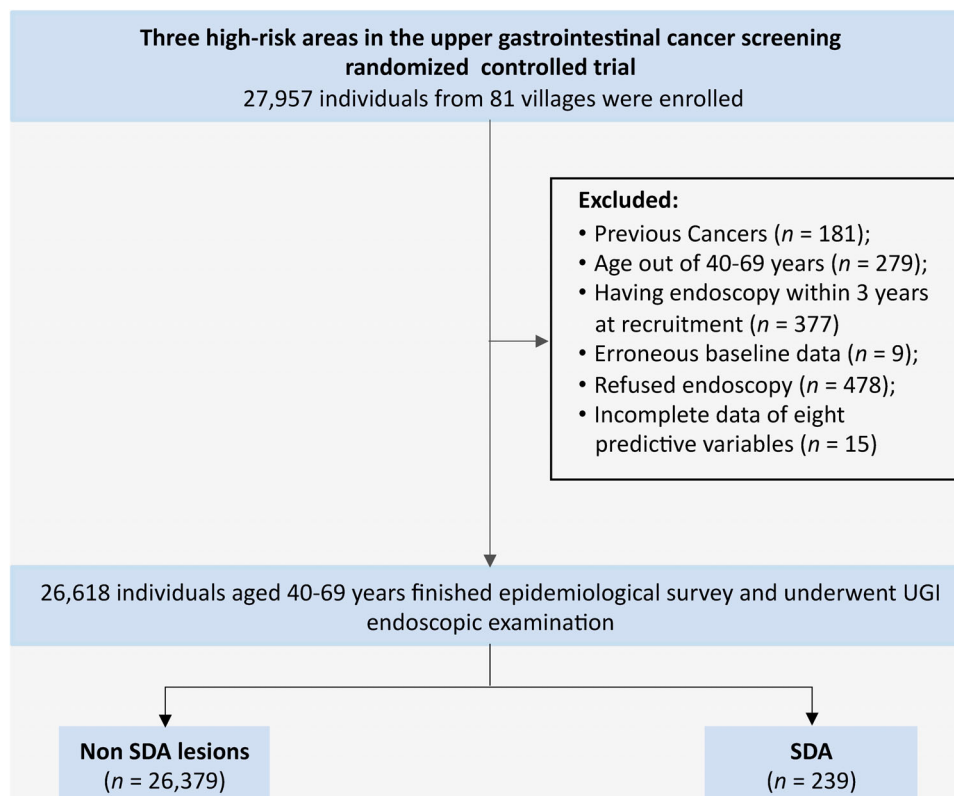 Three high-risk areas in the upper gastrointestinal cancer screening
randomized controlled trial
27,957 individuals from 81 villages were enrolled
Excluded:
• Previous Cancers (n = 181);
• Age out of 40-69 years (n = 279);
• Having endoscopy within 3 years
at recruitment (n = 377)
• Erroneous baseline data (n = 9);
• Refused endoscopy (n = 478);
• Incomplete data of eight
predictive variables (n = 15)
26,618 individuals aged 40-69 years finished epidemiological survey and underwent UGI
endoscopic examination
Non SDA lesions
(n = 26,379)
SDA
(n = 239)